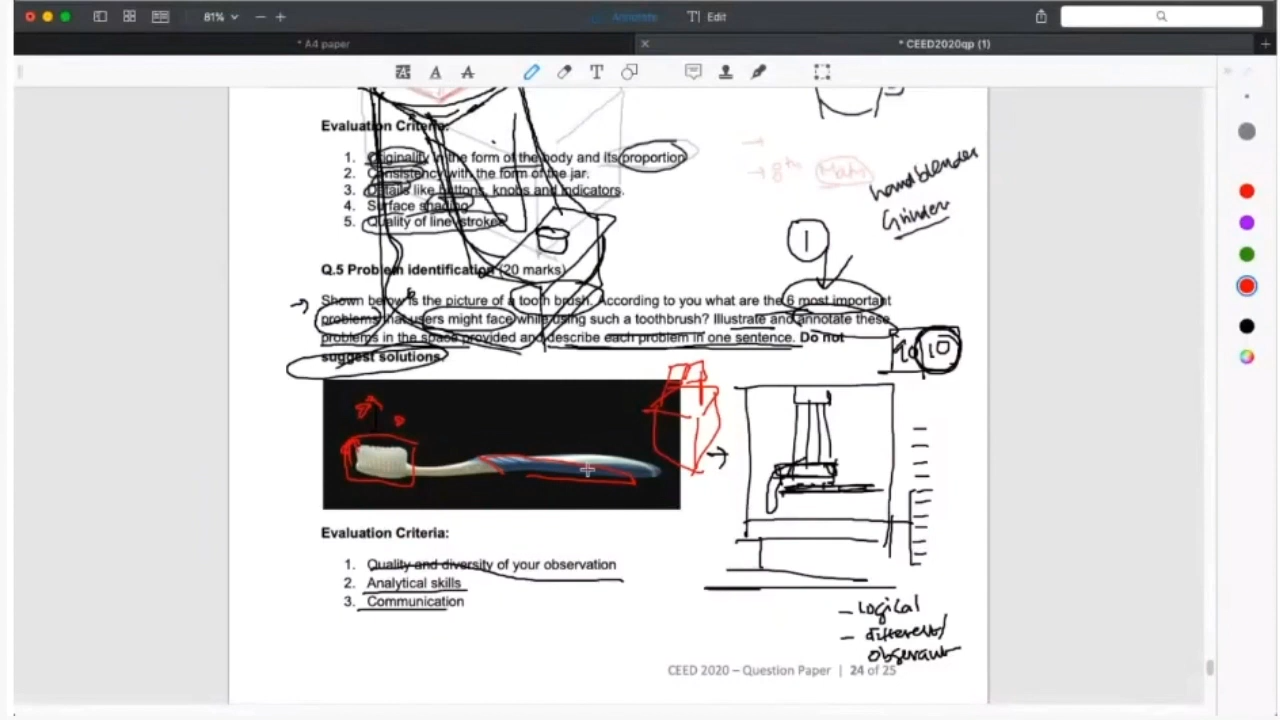 81%
Annotate
T Edit
* A4 paper
* CEED2020qp (1)
Evaluation Criteria:
1. Originality in the form of the body and its proportion
2. Consistency with the form of the jar.
3. Details like buttons, knobs and indicators.
4. Surface shading
5. Quality of line strokes
→ 8th Maths
handblender
Grinder
1
Q.5 Problem identification (20 marks)
Shown below is the picture of a tooth brush. According to you what are the 6 most important
problems that users might face while using such a toothbrush? Illustrate and annotate these
problems in the space provided and describe each problem in one sentence. Do not
suggest solutions.
10
Evaluation Criteria:
1. Quality and diversity of your observation
2. Analytical skills
3. Communication
- logical
- different/
observant
CEED 2020 – Question Paper | 24 of 25